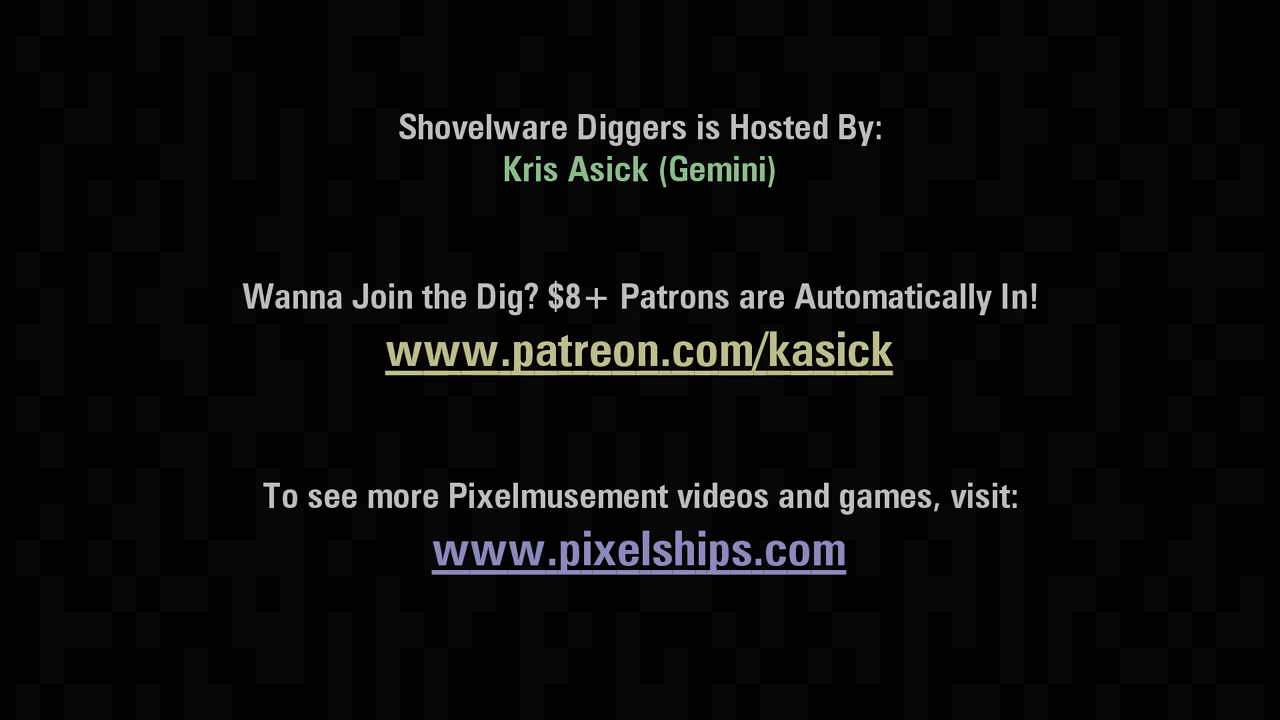 Shovelware Diggers is Hosted By:
Kris Asick (Gemini)
Wanna Join the Dig? $8+ Patrons are Automatically In!
www.patreon.com/kasick
To see more Pixelmusement videos and games, visit:
www.pixelships.com